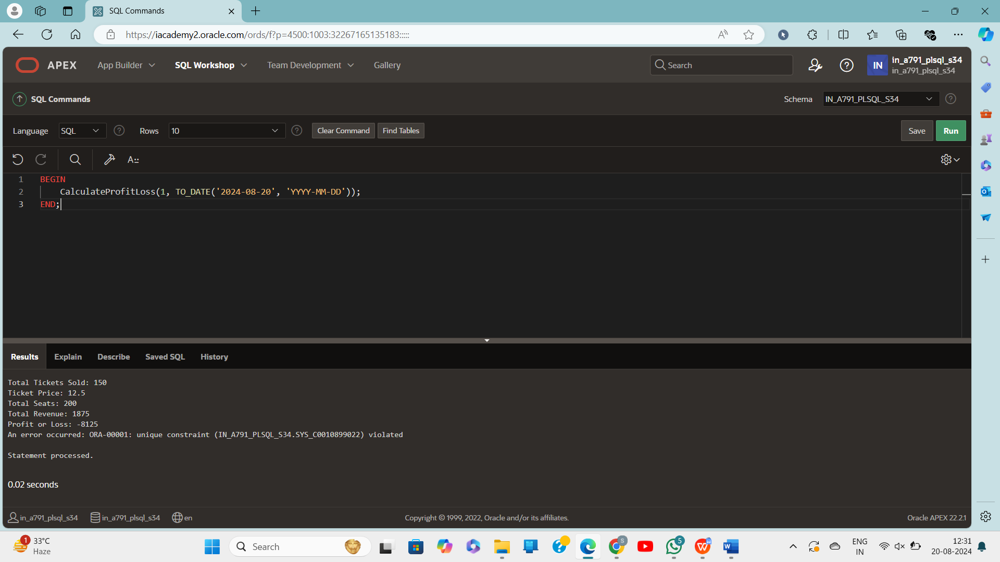 SQL Commands
https://iacademy2.oracle.com/ords/f?p=4500:1003:32267165135183:::::
APEX
App Builder
SQL Workshop
Team Development
Gallery
Search
IN
in_a791_plsql_s34
in_a791_plsql_s34
SQL Commands
Schema
IN_A791_PLSQL_S34
Language
SQL
Rows
10
Clear Command
Find Tables
Save
Run
A::
1 BEGIN
2 CalculateProfitLoss(1, TO_DATE('2024-08-20', 'YYYY-MM-DD'));
3 END;
Results
Explain
Describe
Saved SQL
History
Total Tickets Sold: 150
Ticket Price: 12.5
Total Seats: 200
Total Revenue: 1875
Profit or Loss: -8125
An error occurred: ORA-00001: unique constraint (IN_A791_PLSQL_S34.SYS_C0010899022) violated
Statement processed.
0.02 seconds
in_a791_plsql_s34
in_a791_plsql_s34
en
Copyright © 1999, 2022, Oracle and/or its affiliates.
Oracle APEX 22.2.1
1
33°C
Haze
Search
S
5
W
W
ENG
IN
12:31
20-08-2024